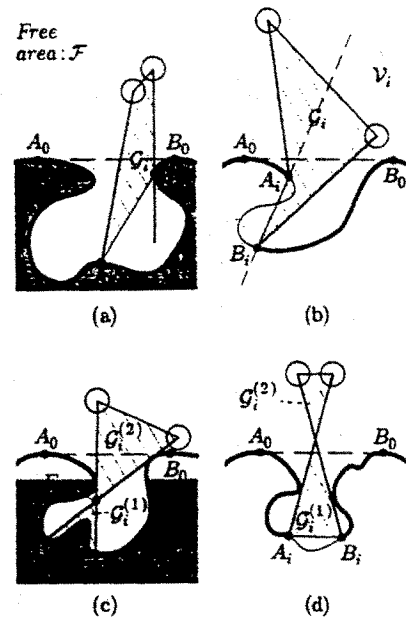 Free
area: 𝓕
A₀
B₀
𝒢ᵢ
(a)
𝒱ᵢ
𝒢ᵢ
A₀
Aᵢ
B₀
Bᵢ
(b)
A₀
𝒢ᵢ⁽²⁾
B₀
𝒢ᵢ⁽¹⁾
(c)
𝒢ᵢ⁽²⁾
A₀
B₀
𝒢ᵢ⁽¹⁾
Aᵢ
Bᵢ
(d)